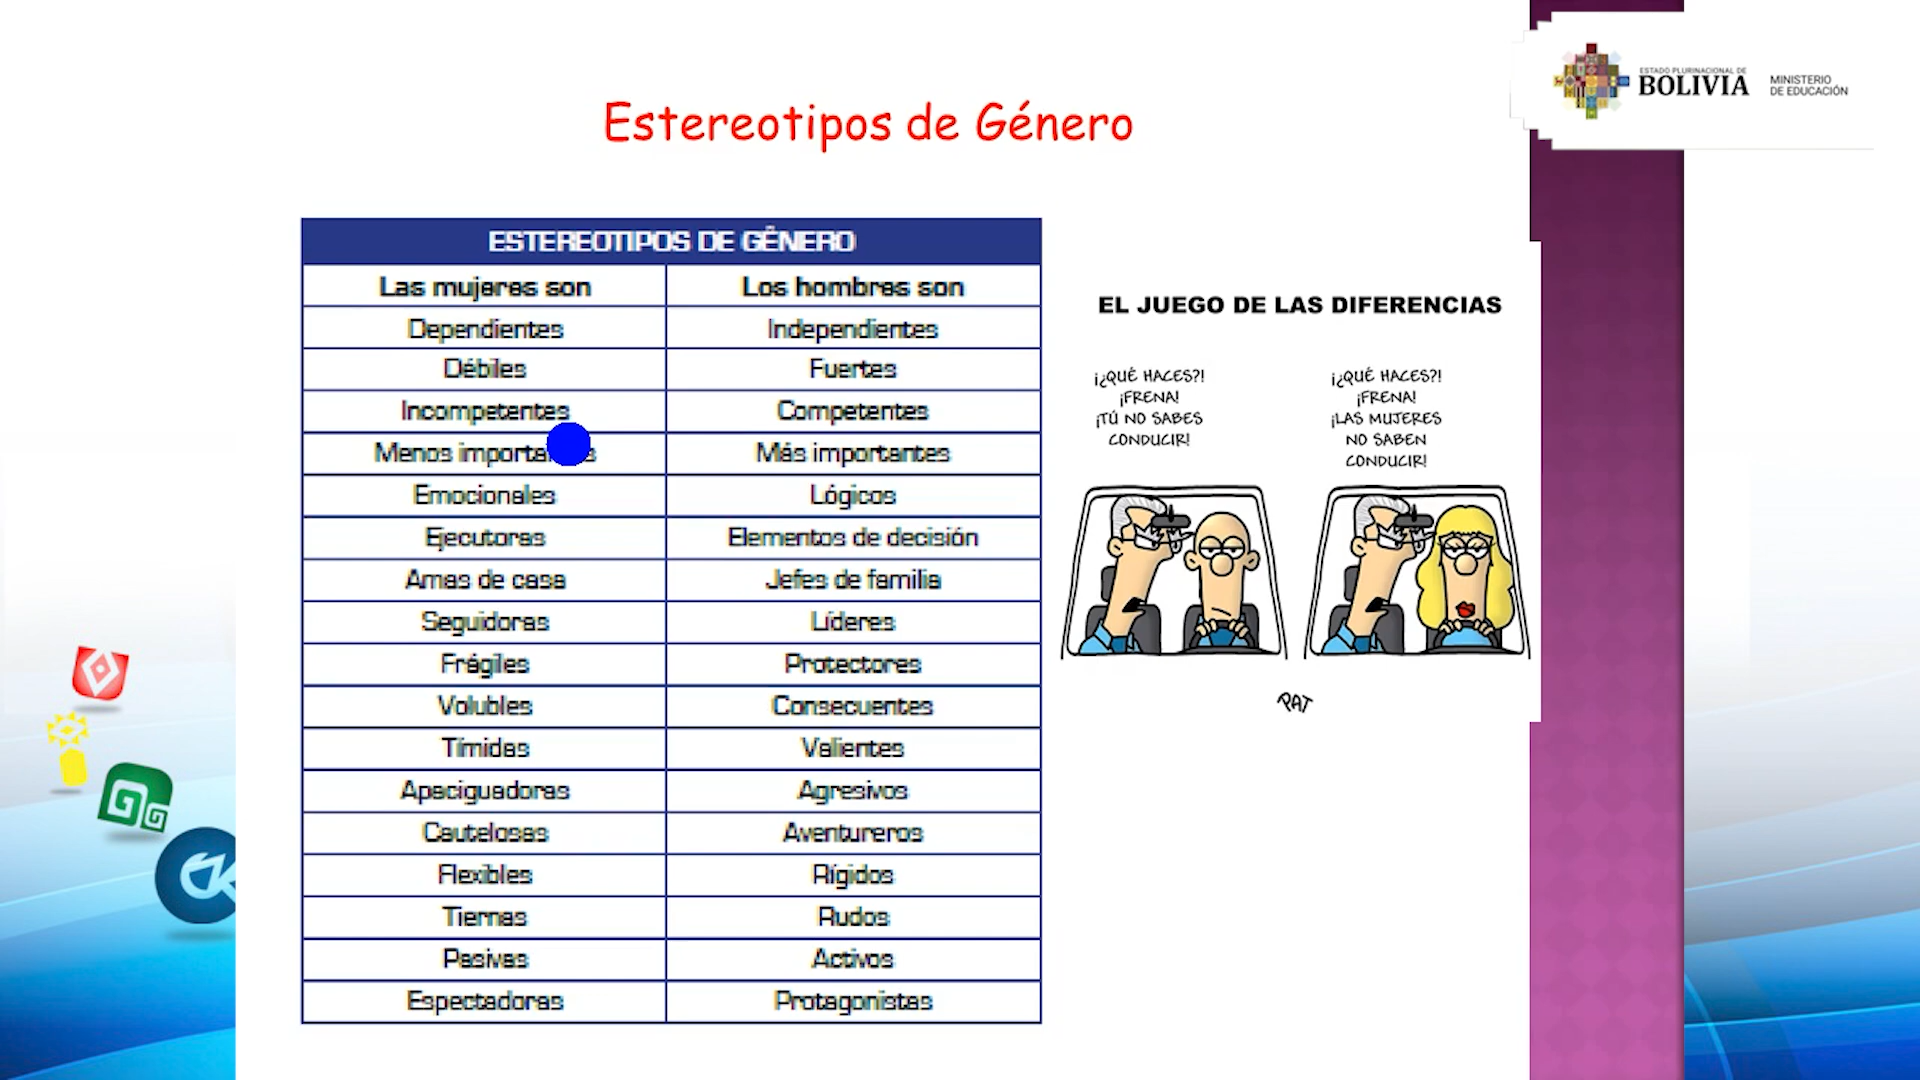 ESTADO PLURINACIONAL DE
BOLIVIA
MINISTERIO
DE EDUCACIÓN
Estereotipos de Género
ESTEREOTIPOS DE GÉNERO
Las mujeres son Los hombres son
Dependientes Independientes
Débiles Fuertes
Incompetentes Competentes
Menos Más importantes
Emocionales Lógicos
Ejecutoras Elementos de decisión
Amas de casa Jefes de familia
Seguidoras Líderes
Frágiles Protectores
Volubles Consecuentes
Tímidas Valientes
Apaciguadoras Agresivos
Cautelosas Aventureros
Flexibles Rígidos
Tiernas Rudos
Pasivas Activos
Espectadoras Protagonistas
EL JUEGO DE LAS DIFERENCIAS
¡¿QUÉ HACES?!
¡FRENA!
¡TÚ NO SABES
CONDUCIR!
¡¿QUÉ HACES?!
¡FRENA!
¡LAS MUJERES
NO SABEN
CONDUCIR!
PAT